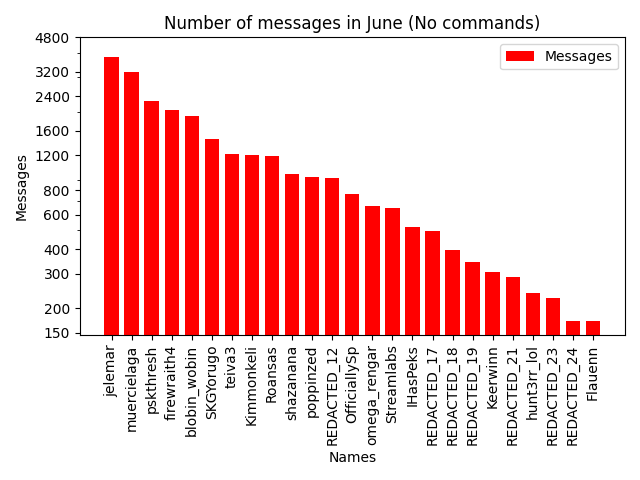 Number of messages in June (No commands)
Messages
4800
3200
2400
1600
1200
800
600
400
300
200
150
Messages
jelemar
muercielaga
pskthresh
firewraith4
blobin_wobin
SKGYorugo
teiva3
Kimmonkeli
Roansas
shazanana
poppinzed
REDACTED_12
OfficiallySp
omega_rengar
Streamlabs
IHasPeks
REDACTED_17
REDACTED_18
REDACTED_19
Keerwinn
REDACTED_21
hunt3rr_lol
REDACTED_23
REDACTED_24
Flauenn
Names